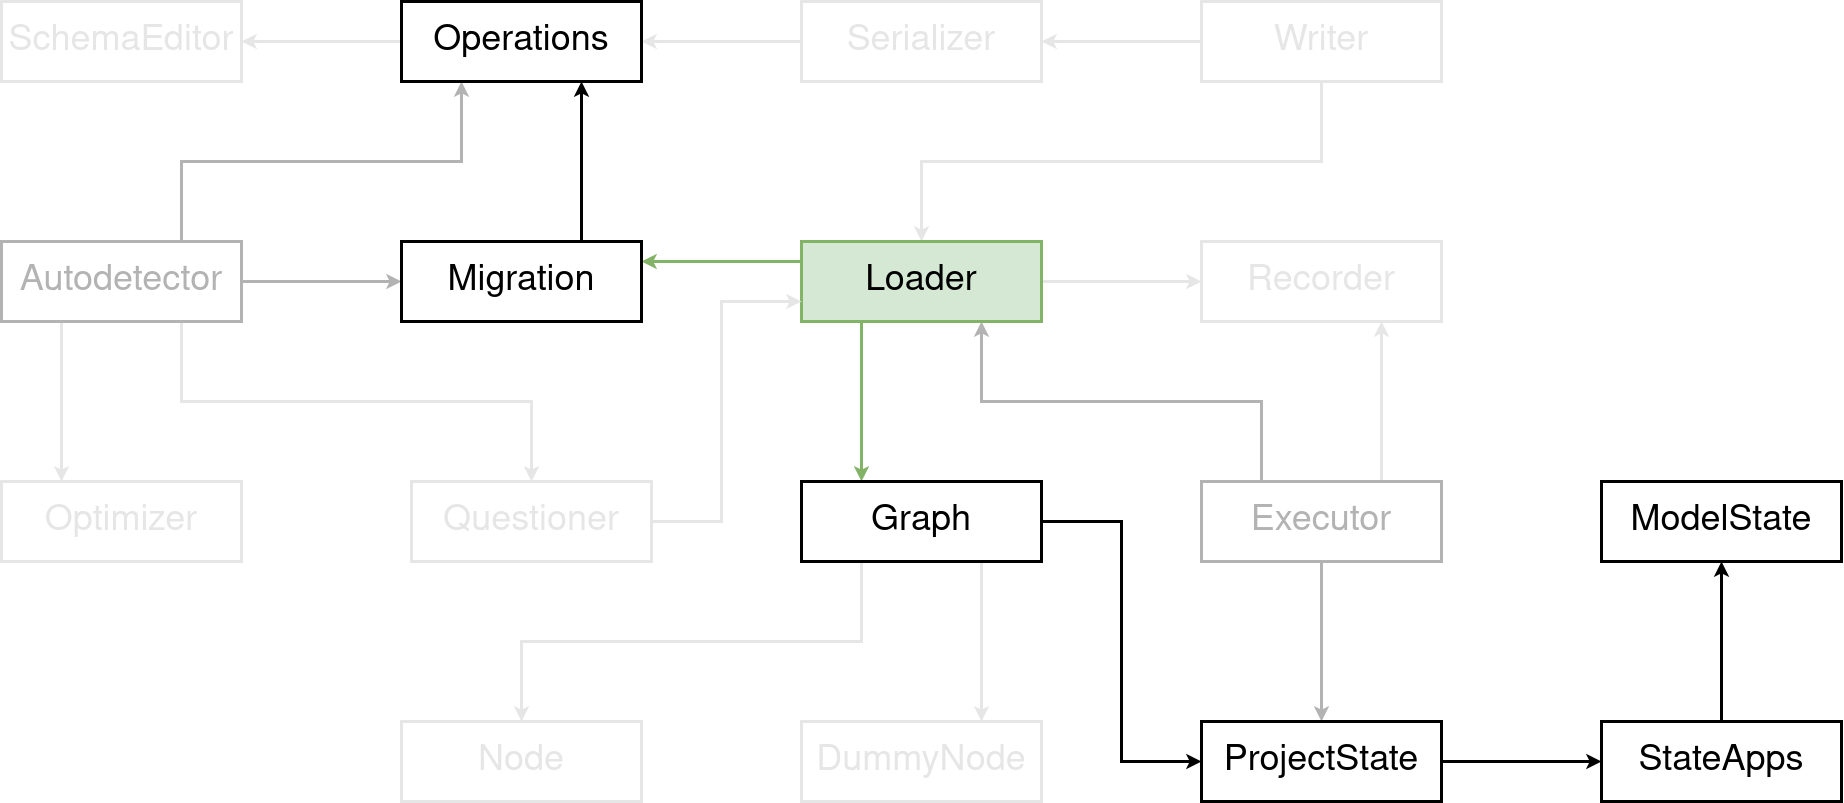 SchemaEditor
Operations
Serializer
Writer
Autodetector
Migration
Loader
Recorder
Optimizer
Questioner
Graph
Executor
ModelState
Node
DummyNode
ProjectState
StateApps